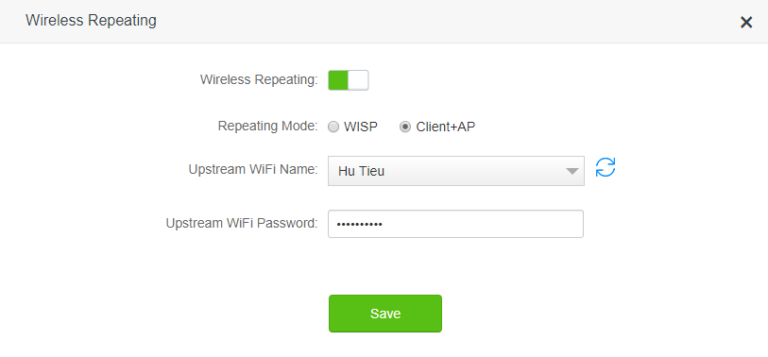 Wireless Repeating
Wireless Repeating:
Repeating Mode: WISP Client+AP
Upstream WiFi Name: Hu Tieu
Upstream WiFi Password: ••••••••••
Save